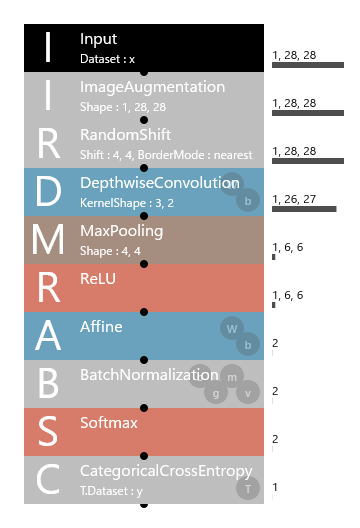 I Input
Dataset : x
1, 28, 28
I ImageAugmentation
Shape : 1, 28, 28
1, 28, 28
R RandomShift
Shift : 4, 4, BorderMode : nearest
1, 28, 28
D DepthwiseConvolution
KernelShape : 3, 2
b
1, 26, 27
M MaxPooling
Shape : 4, 4
1, 6, 6
R ReLU
1, 6, 6
A Affine
W
b
2
B BatchNormalization
m
g v
2
S Softmax
2
C CategoricalCrossEntropy
T.Dataset : y
T
1